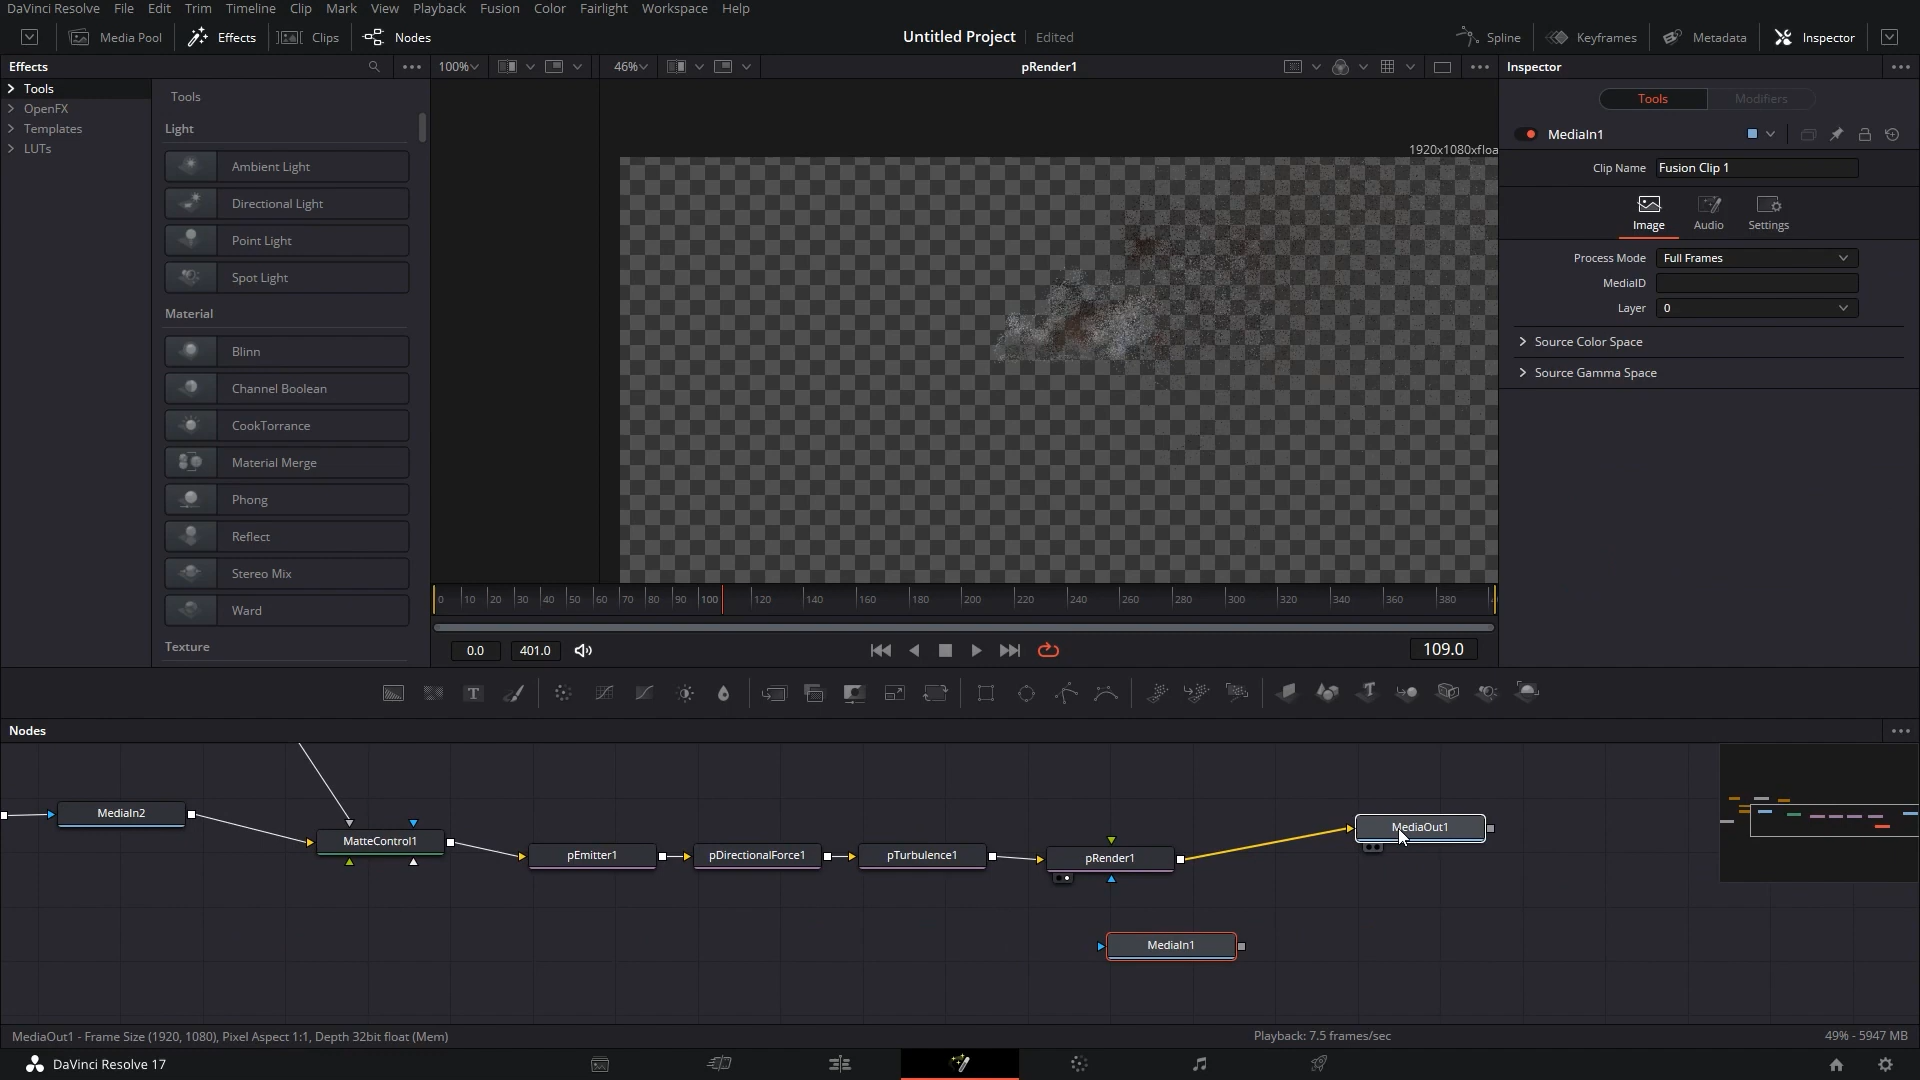 DaVinci Resolve File Edit Trim Timeline Clip Mark View Playback Fusion Color Fairlight Workspace Help
Media Pool Effects Clips Nodes Untitled Project Edited Spline Keyframes Metadata Inspector
Effects 100% 46% pRender1 Inspector
Tools
OpenFX
Templates
LUTs
Tools
Light
Ambient Light
Directional Light
Point Light
Spot Light
Material
Blinn
Channel Boolean
CookTorrance
Material Merge
Phong
Reflect
Stereo Mix
Ward
Texture
1920x1080xfloa
0 10 20 30 40 50 60 70 80 90 100 120 140 160 180 200 220 240 260 280 300 320 340 360 380
0.0 401.0 109.0
Tools Modifiers
MediaIn1
Clip Name Fusion Clip 1
Image Audio Settings
Process Mode Full Frames
MediaID
Layer 0
Source Color Space
Source Gamma Space
T T
Nodes
MediaIn2
MatteControl1
pEmitter1
pDirectionalForce1
pTurbulence1
pRender1
MediaOut1
MediaIn1
MediaOut1 - Frame Size (1920, 1080), Pixel Aspect 1:1, Depth 32bit float (Mem) Playback: 7.5 frames/sec 49% - 5947 MB
DaVinci Resolve 17